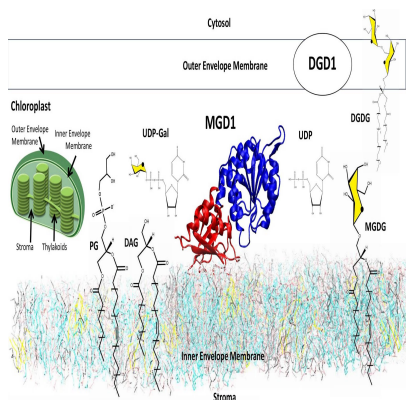 Cytosol
Outer Envelope Membrane
DGD1
DGDG
Chloroplast
Outer Envelope
Membrane
Inner Envelope
Membrane
Stroma
Thylakoids
UDP-Gal
MGD1
UDP
MGDG
PG
DAG
Inner Envelope Membrane
Stroma